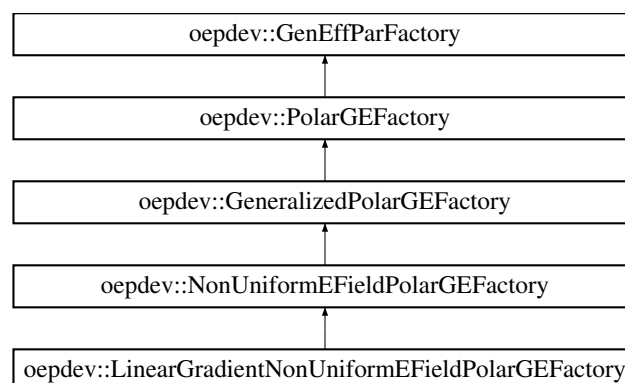 oepdev::GenEffParFactory
oepdev::PolarGEFactory
oepdev::GeneralizedPolarGEFactory
oepdev::NonUniformEFieldPolarGEFactory
oepdev::LinearGradientNonUniformEFieldPolarGEFactory